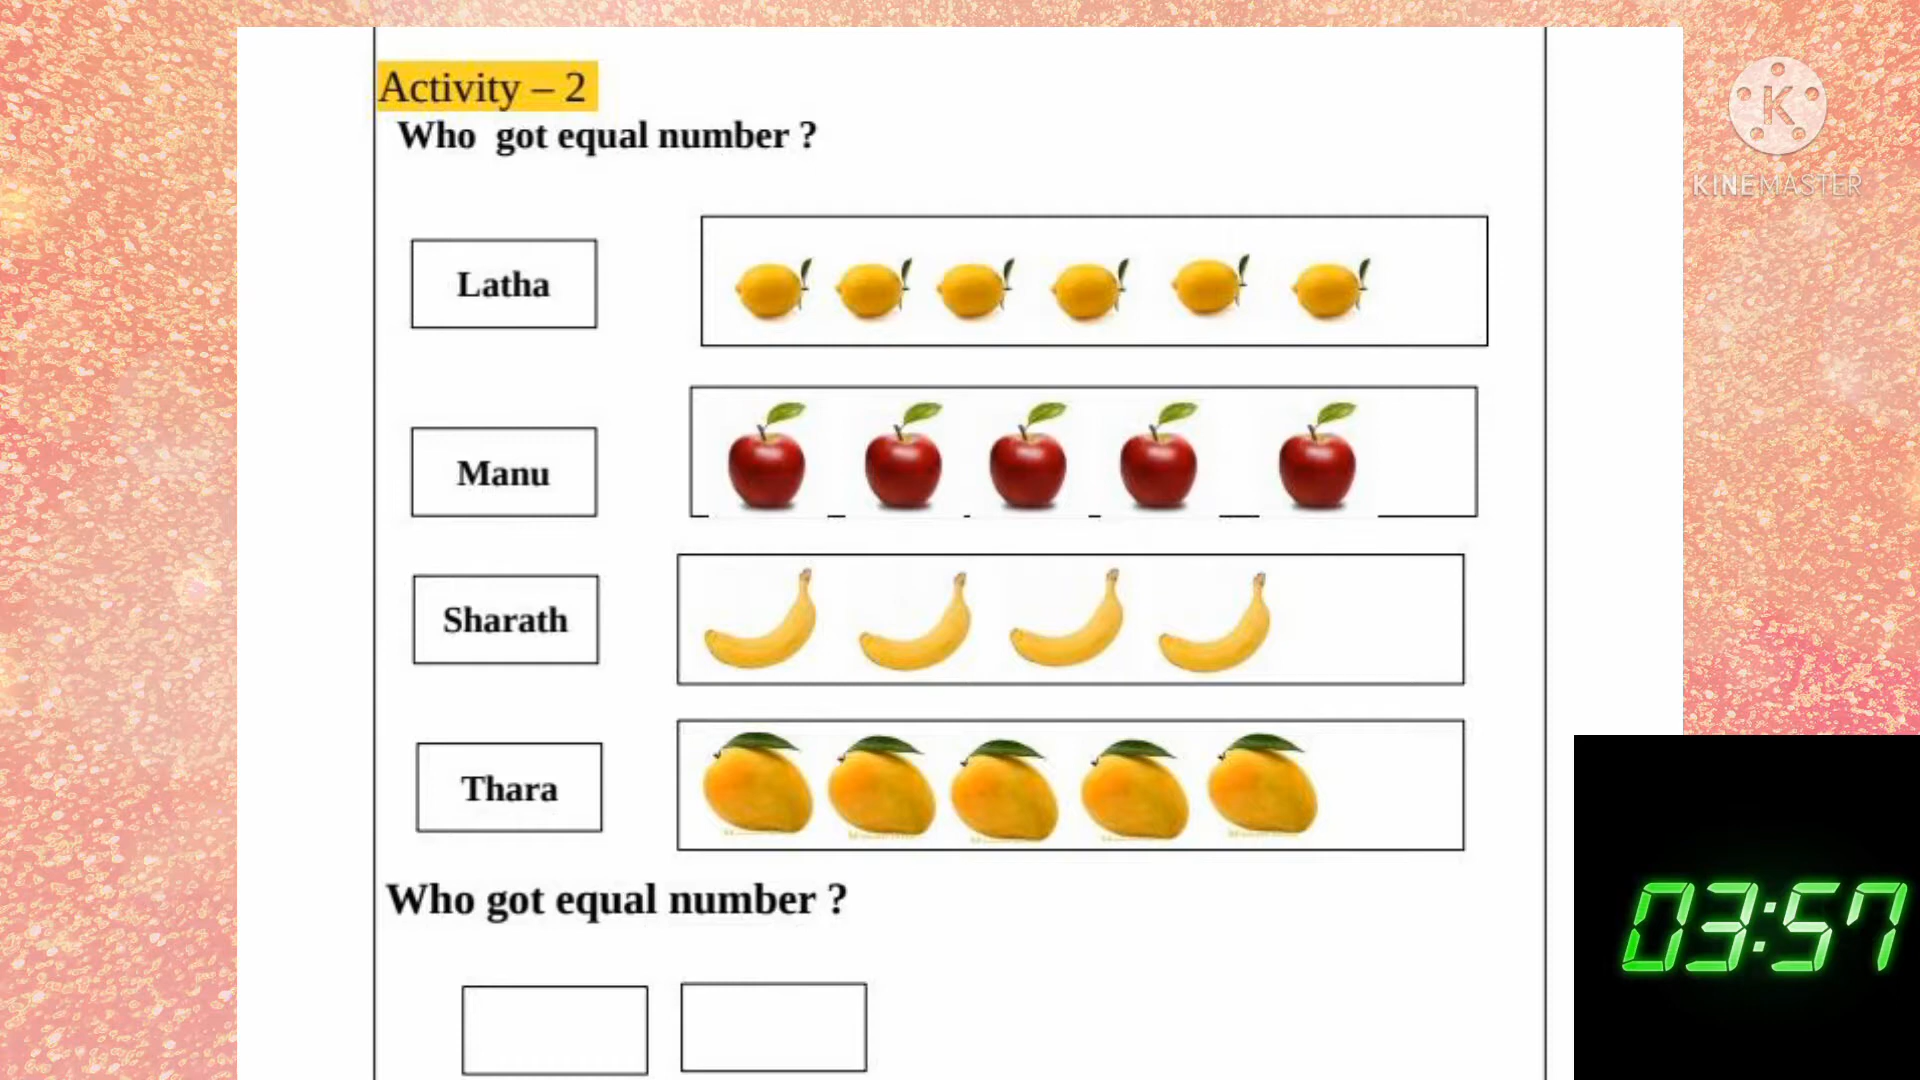 Activity – 2
Who got equal number ?
Latha
Manu
Sharath
Thara
Who got equal number ?
K
KINEMASTER
03:57